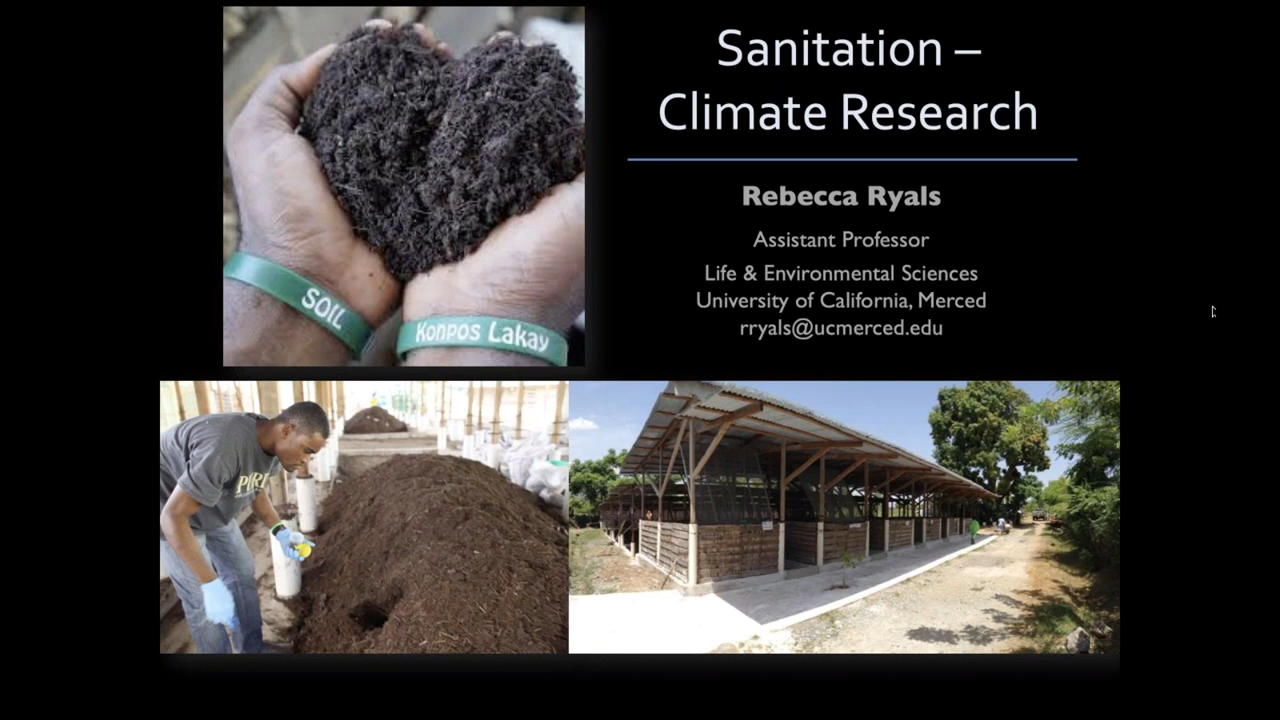 Sanitation –
Climate Research
Rebecca Ryals
Assistant Professor
Life & Environmental Sciences
University of California, Merced
rryals@ucmerced.edu
SOIL
Konpos Lakay